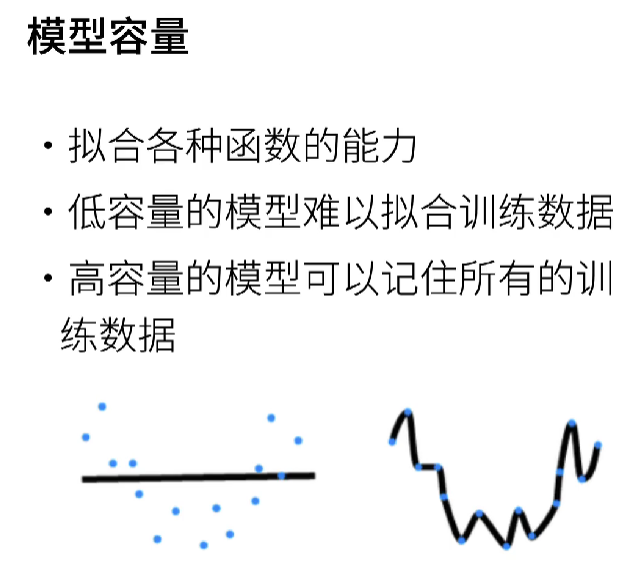 模型容量
• 拟合各种函数的能力
• 低容量的模型难以拟合训练数据
• 高容量的模型可以记住所有的训
练数据